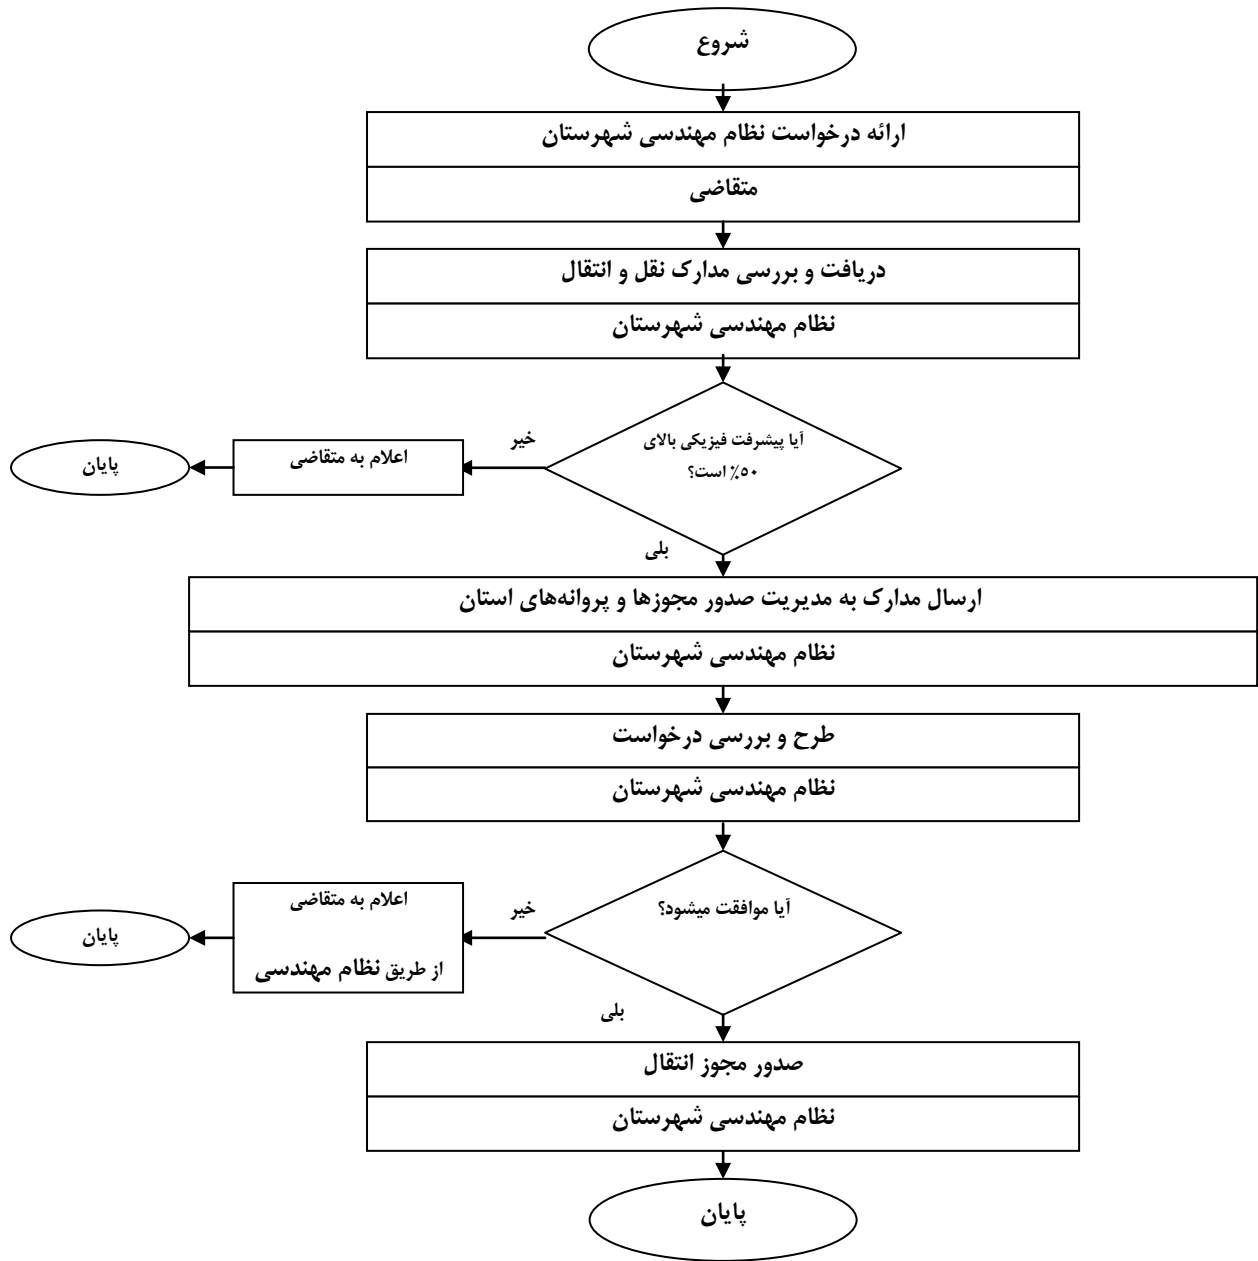 شروع
ارائه درخواست نظام مهندسی شهرستان
متقاضی
دریافت و بررسی مدارک نقل و انتقال
نظام مهندسی شهرستان
آیا پیشرفت فیزیکی بالای
۵۰٪ است؟
خیر
اعلام به متقاضی
پایان
بلی
ارسال مدارک به مدیریت صدور مجوزها و پروانه‌های استان
نظام مهندسی شهرستان
طرح و بررسی درخواست
نظام مهندسی شهرستان
آیا موافقت میشود؟
خیر
اعلام به متقاضی
از طریق نظام مهندسی
پایان
بلی
صدور مجوز انتقال
نظام مهندسی شهرستان
پایان